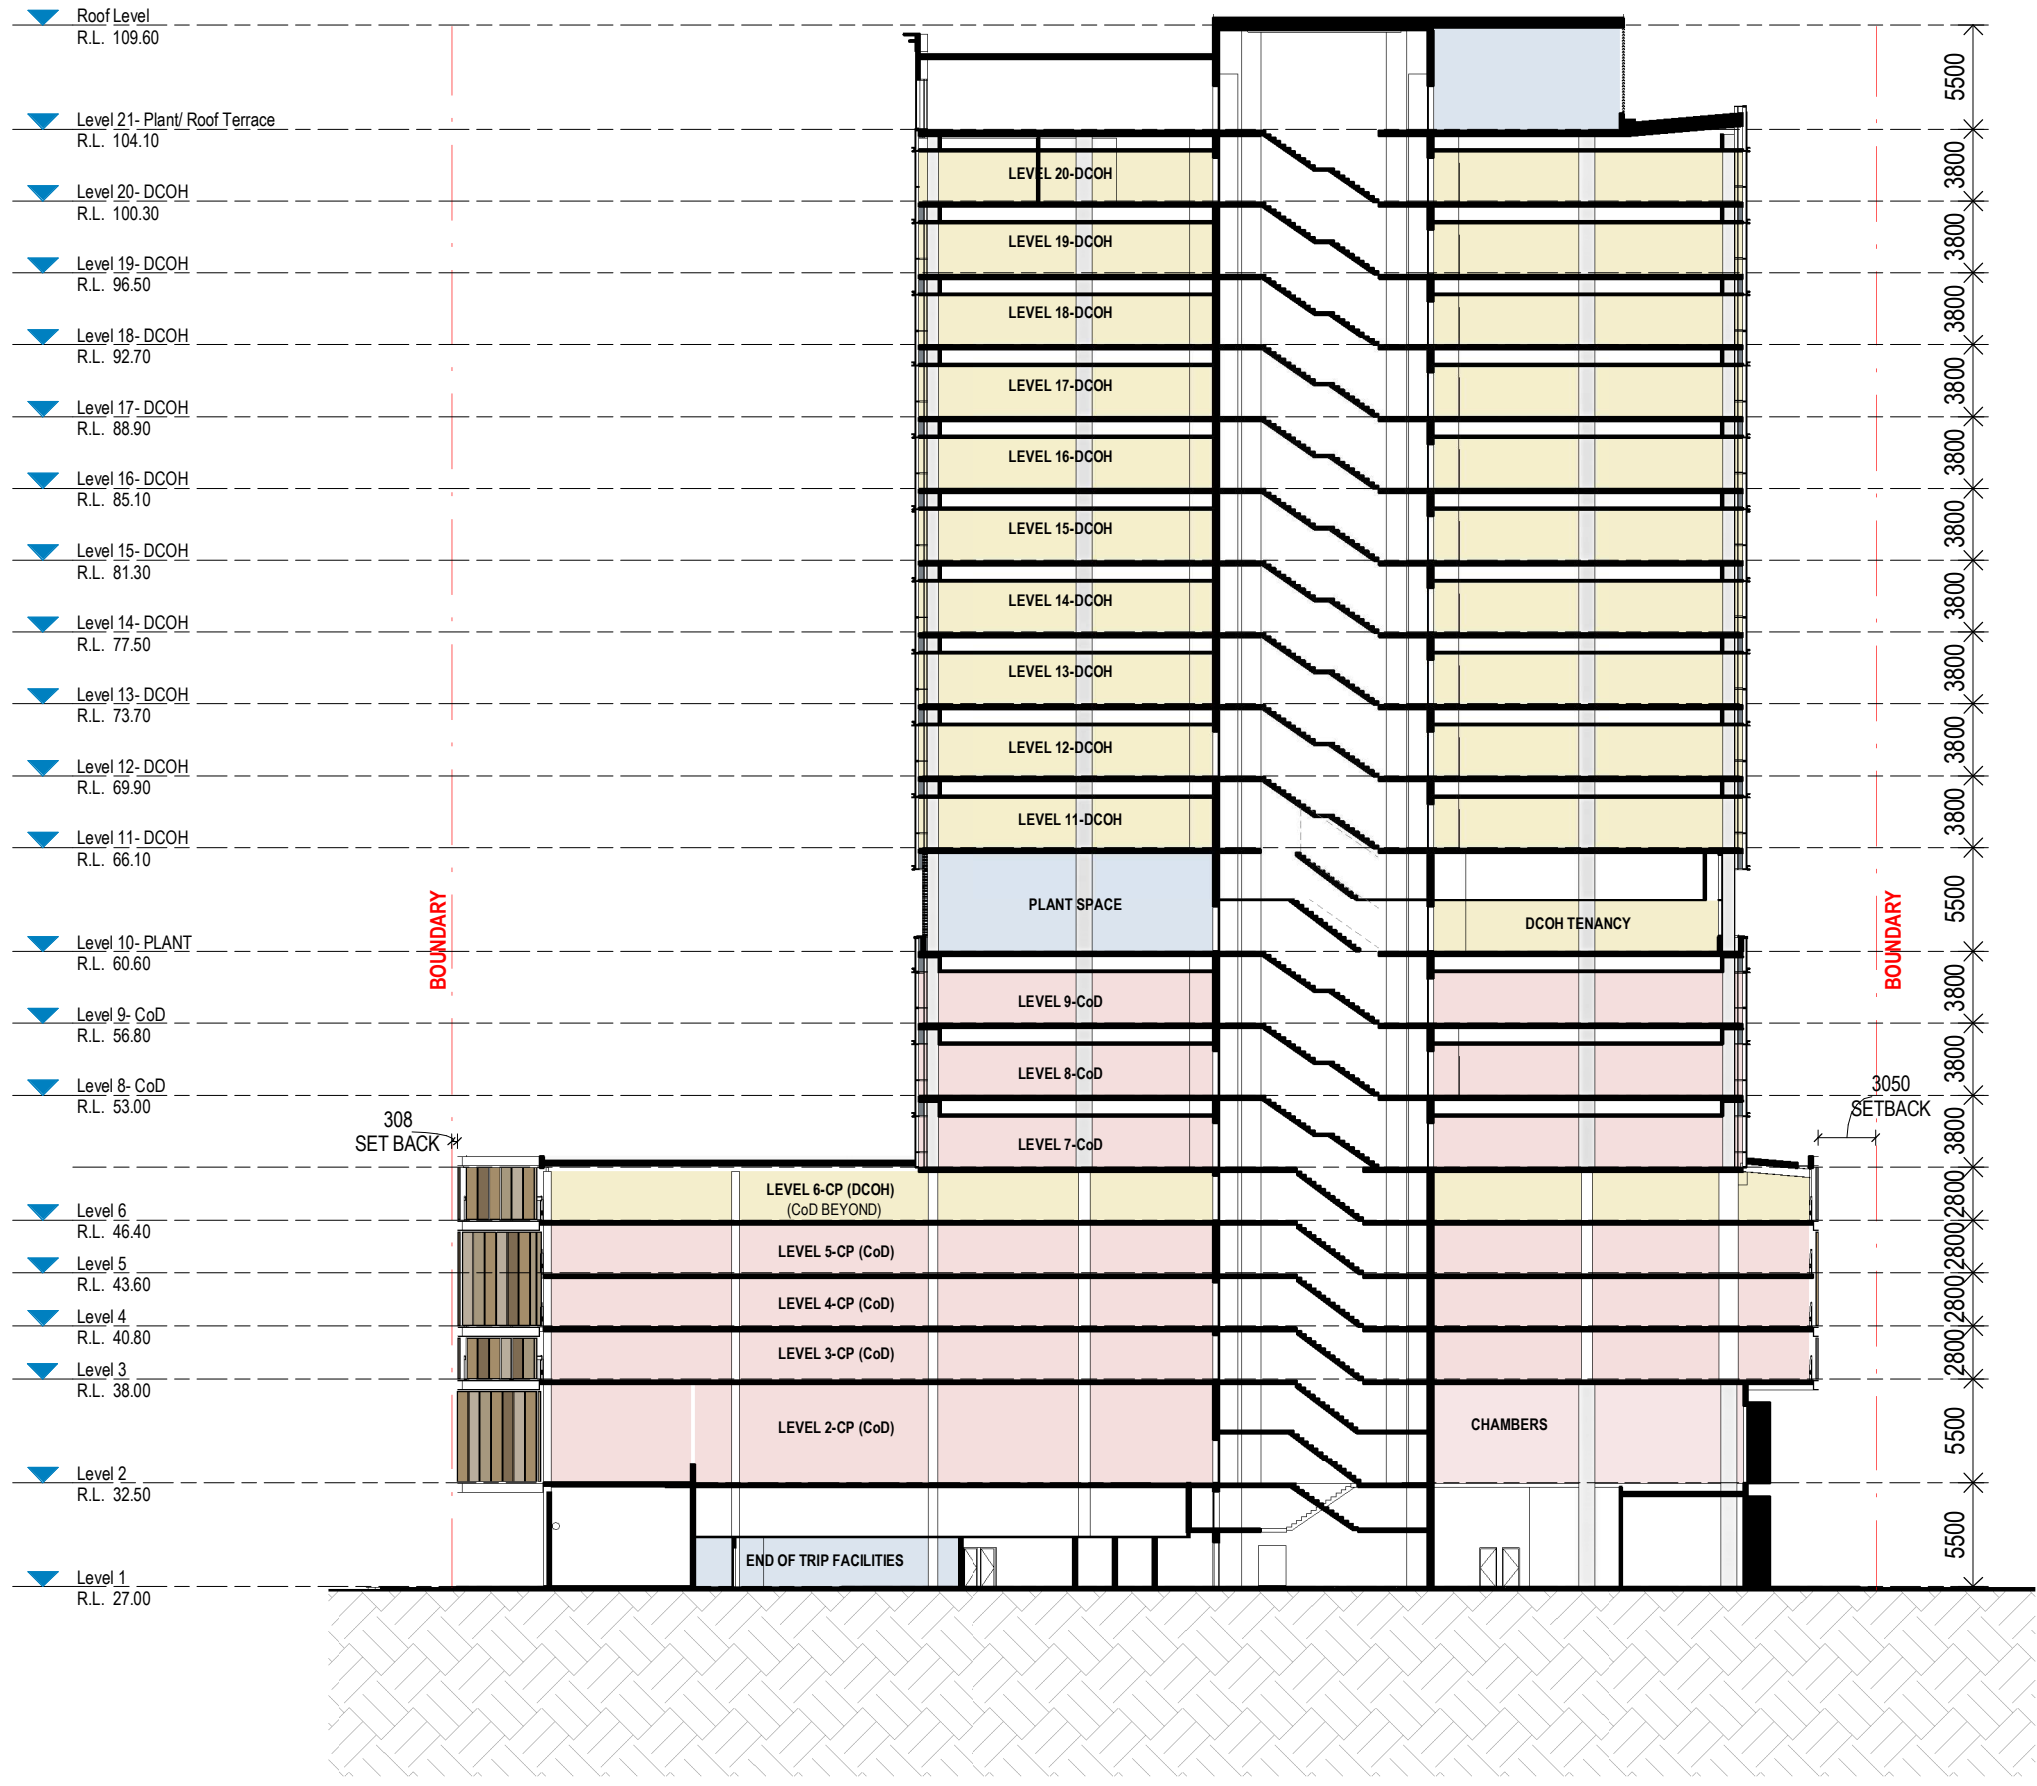 Roof Level
R.L. 109.60
5500
Level 21- Plant/ Roof Terrace
R.L. 104.10
LEVEL 20-DCOH
3800
Level 20- DCOH
R.L. 100.30
LEVEL 19-DCOH
3800
Level 19- DCOH
R.L. 96.50
LEVEL 18-DCOH
3800
Level 18- DCOH
R.L. 92.70
LEVEL 17-DCOH
3800
Level 17- DCOH
R.L. 88.90
LEVEL 16-DCOH
3800
Level 16- DCOH
R.L. 85.10
LEVEL 15-DCOH
3800
Level 15- DCOH
R.L. 81.30
LEVEL 14-DCOH
3800
Level 14- DCOH
R.L. 77.50
LEVEL 13-DCOH
3800
Level 13- DCOH
R.L. 73.70
LEVEL 12-DCOH
3800
Level 12- DCOH
R.L. 69.90
LEVEL 11-DCOH
3800
Level 11- DCOH
R.L. 66.10
BOUNDARY
PLANT SPACE
DCOH TENANCY
BOUNDARY
5500
Level 10- PLANT
R.L. 60.60
LEVEL 9-CoD
3800
Level 9- CoD
R.L. 56.80
LEVEL 8-CoD
3800
Level 8- CoD
R.L. 53.00
308
SET BACK
LEVEL 7-CoD
3050
SETBACK
3800
LEVEL 6-CP (DCOH)
(CoD BEYOND)
2800
Level 6
R.L. 46.40
LEVEL 5-CP (CoD)
2800
Level 5
R.L. 43.60
LEVEL 4-CP (CoD)
2800
Level 4
R.L. 40.80
LEVEL 3-CP (CoD)
2800
Level 3
R.L. 38.00
LEVEL 2-CP (CoD)
CHAMBERS
5500
Level 2
R.L. 32.50
END OF TRIP FACILITIES
5500
Level 1
R.L. 27.00